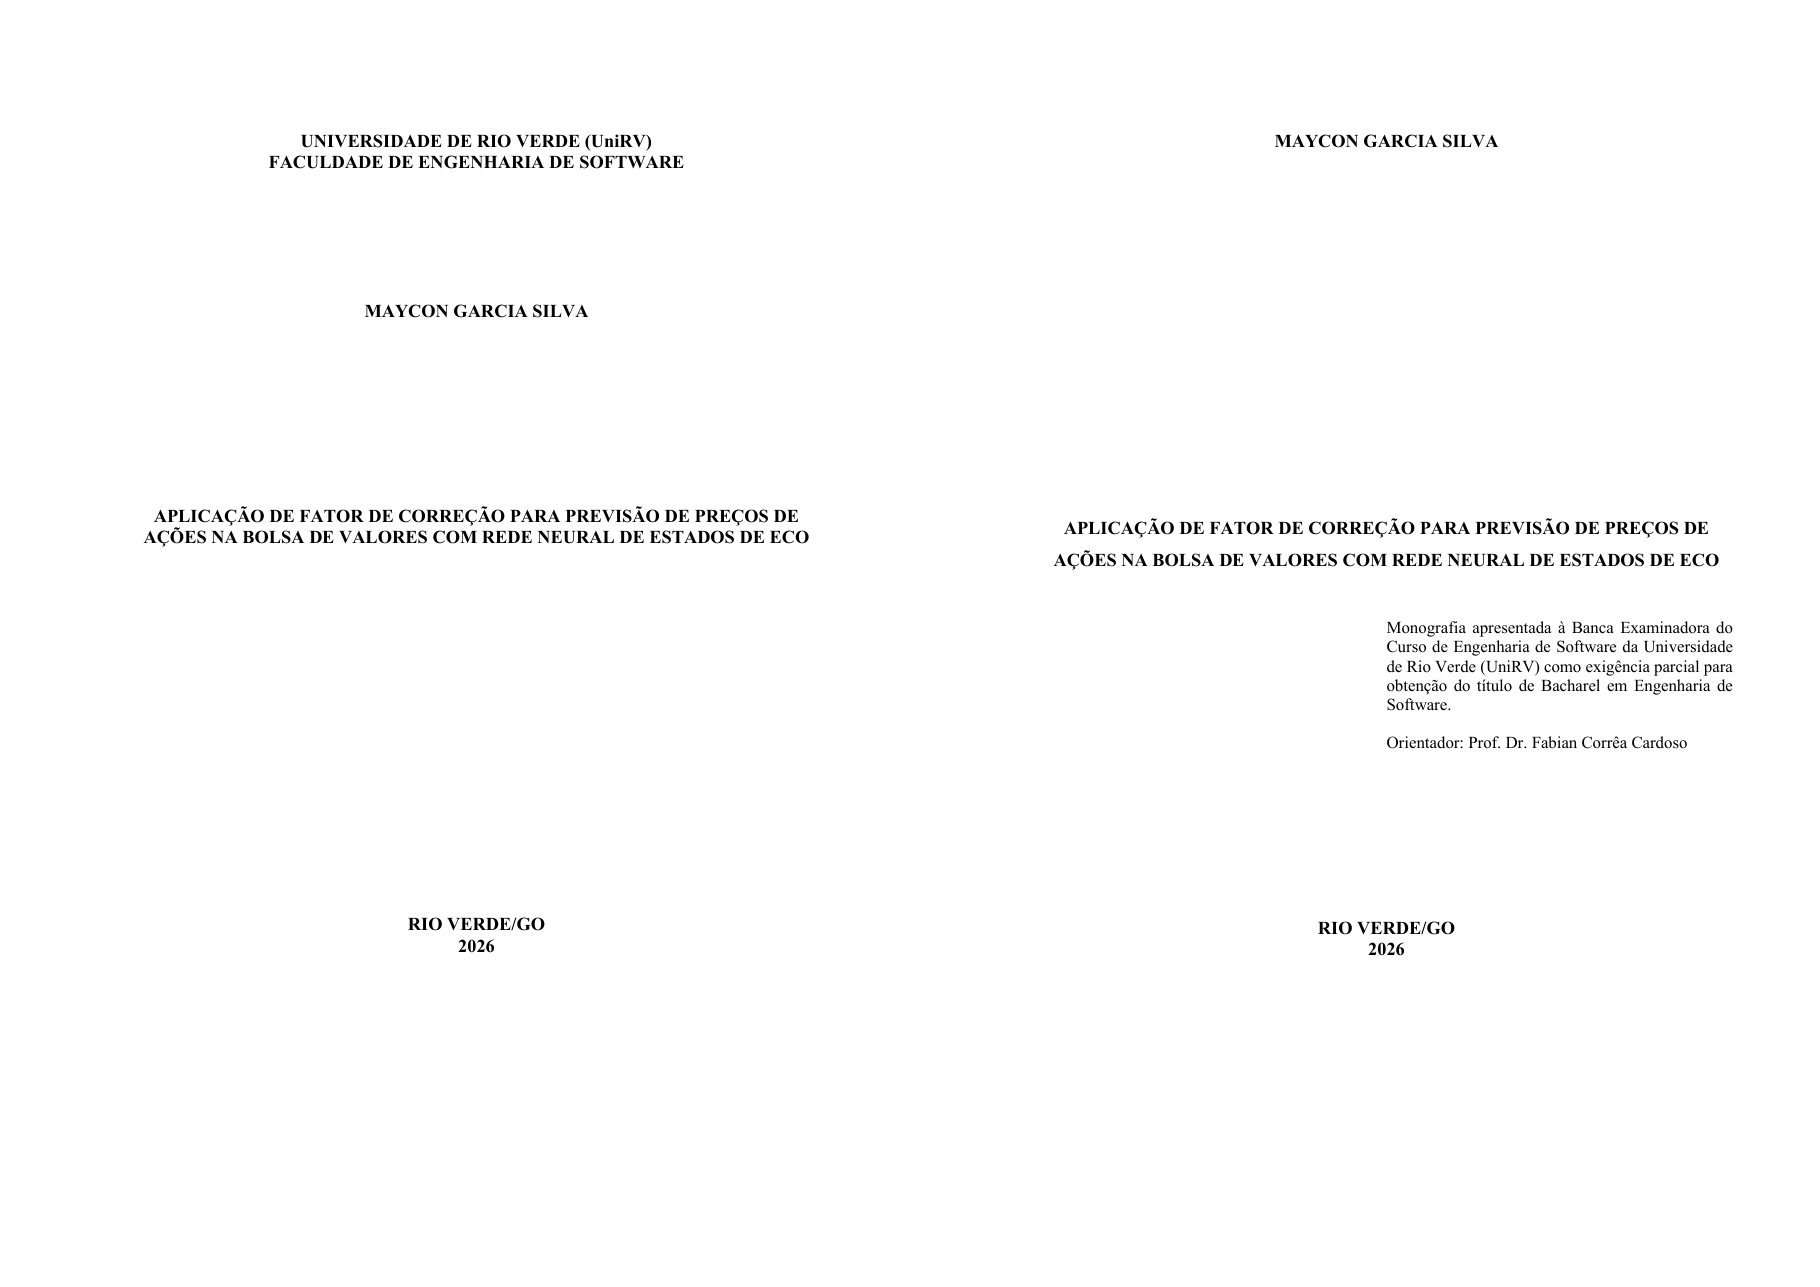 UNIVERSIDADE DE RIO VERDE (UniRV)
FACULDADE DE ENGENHARIA DE SOFTWARE
MAYCON GARCIA SILVA
APLICAÇÃO DE FATOR DE CORREÇÃO PARA PREVISÃO DE PREÇOS DE
AÇÕES NA BOLSA DE VALORES COM REDE NEURAL DE ESTADOS DE ECO
RIO VERDE/GO
2026
MAYCON GARCIA SILVA
APLICAÇÃO DE FATOR DE CORREÇÃO PARA PREVISÃO DE PREÇOS DE
AÇÕES NA BOLSA DE VALORES COM REDE NEURAL DE ESTADOS DE ECO
Monografia apresentada à Banca Examinadora do
Curso de Engenharia de Software da Universidade
de Rio Verde (UniRV) como exigência parcial para
obtenção do título de Bacharel em Engenharia de
Software.
Orientador: Prof. Dr. Fabian Corrêa Cardoso
RIO VERDE/GO
2026